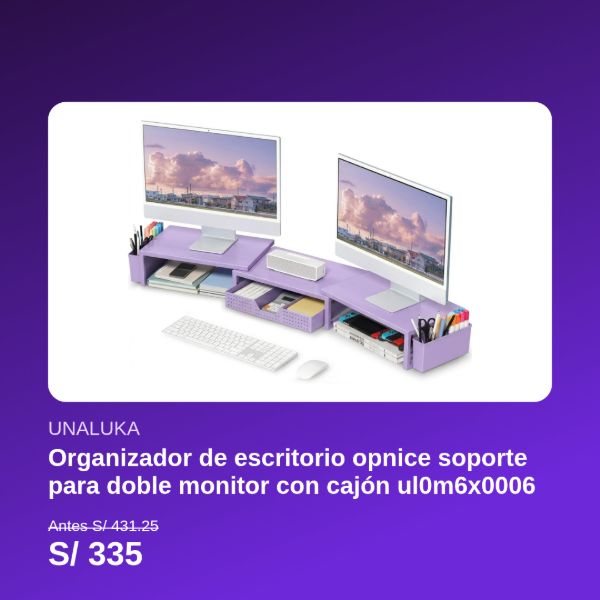 UNALUKA
Organizador de escritorio opnice soporte
para doble monitor con cajón ul0m6x0006
Antes S/ 431.25
S/ 335